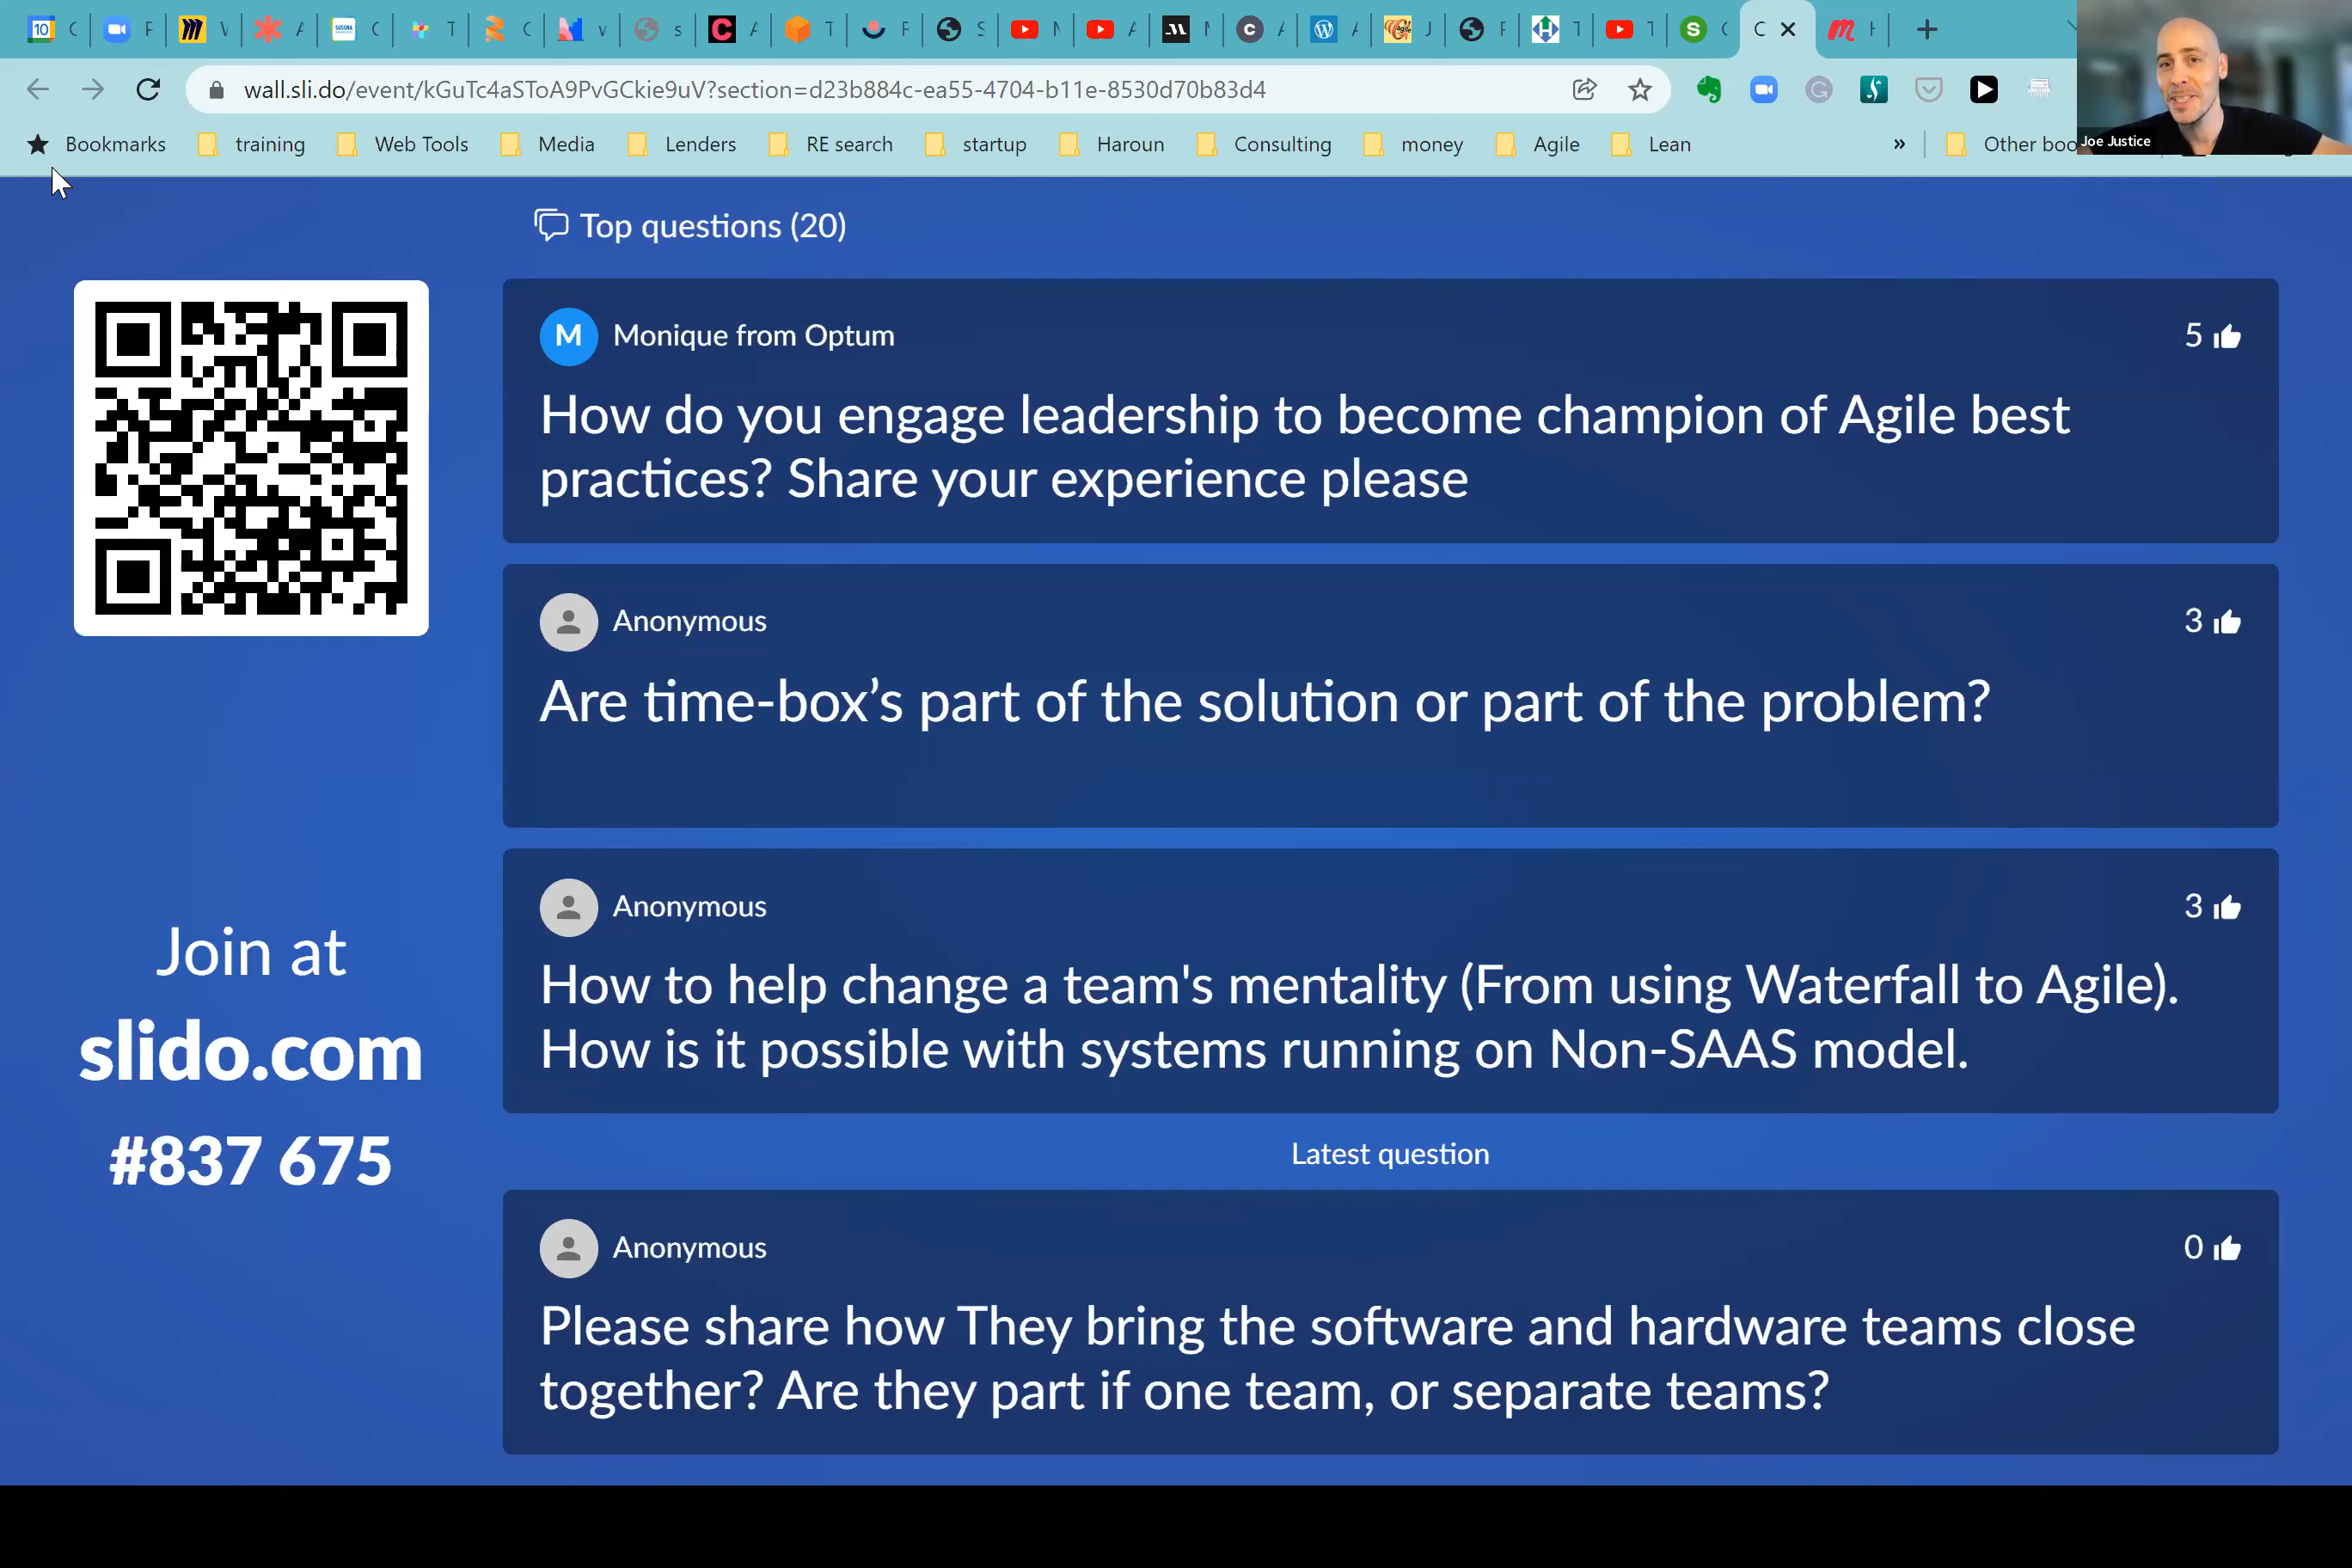 wall.sli.do/event/kGuTc4aSToA9PvGCkie9uV?section=d23b884c-ea55-4704-b11e-8530d70b83d4
Bookmarks training Web Tools Media Lenders RE search startup Haroun Consulting money Agile Lean » Other boo
Joe Justice
Top questions (20)
M Monique from Optum 5
How do you engage leadership to become champion of Agile best
practices? Share your experience please
Anonymous 3
Are time-box’s part of the solution or part of the problem?
Anonymous 3
How to help change a team's mentality (From using Waterfall to Agile).
How is it possible with systems running on Non-SAAS model.
Join at
slido.com
#837 675
Latest question
Anonymous 0
Please share how They bring the software and hardware teams close
together? Are they part if one team, or separate teams?